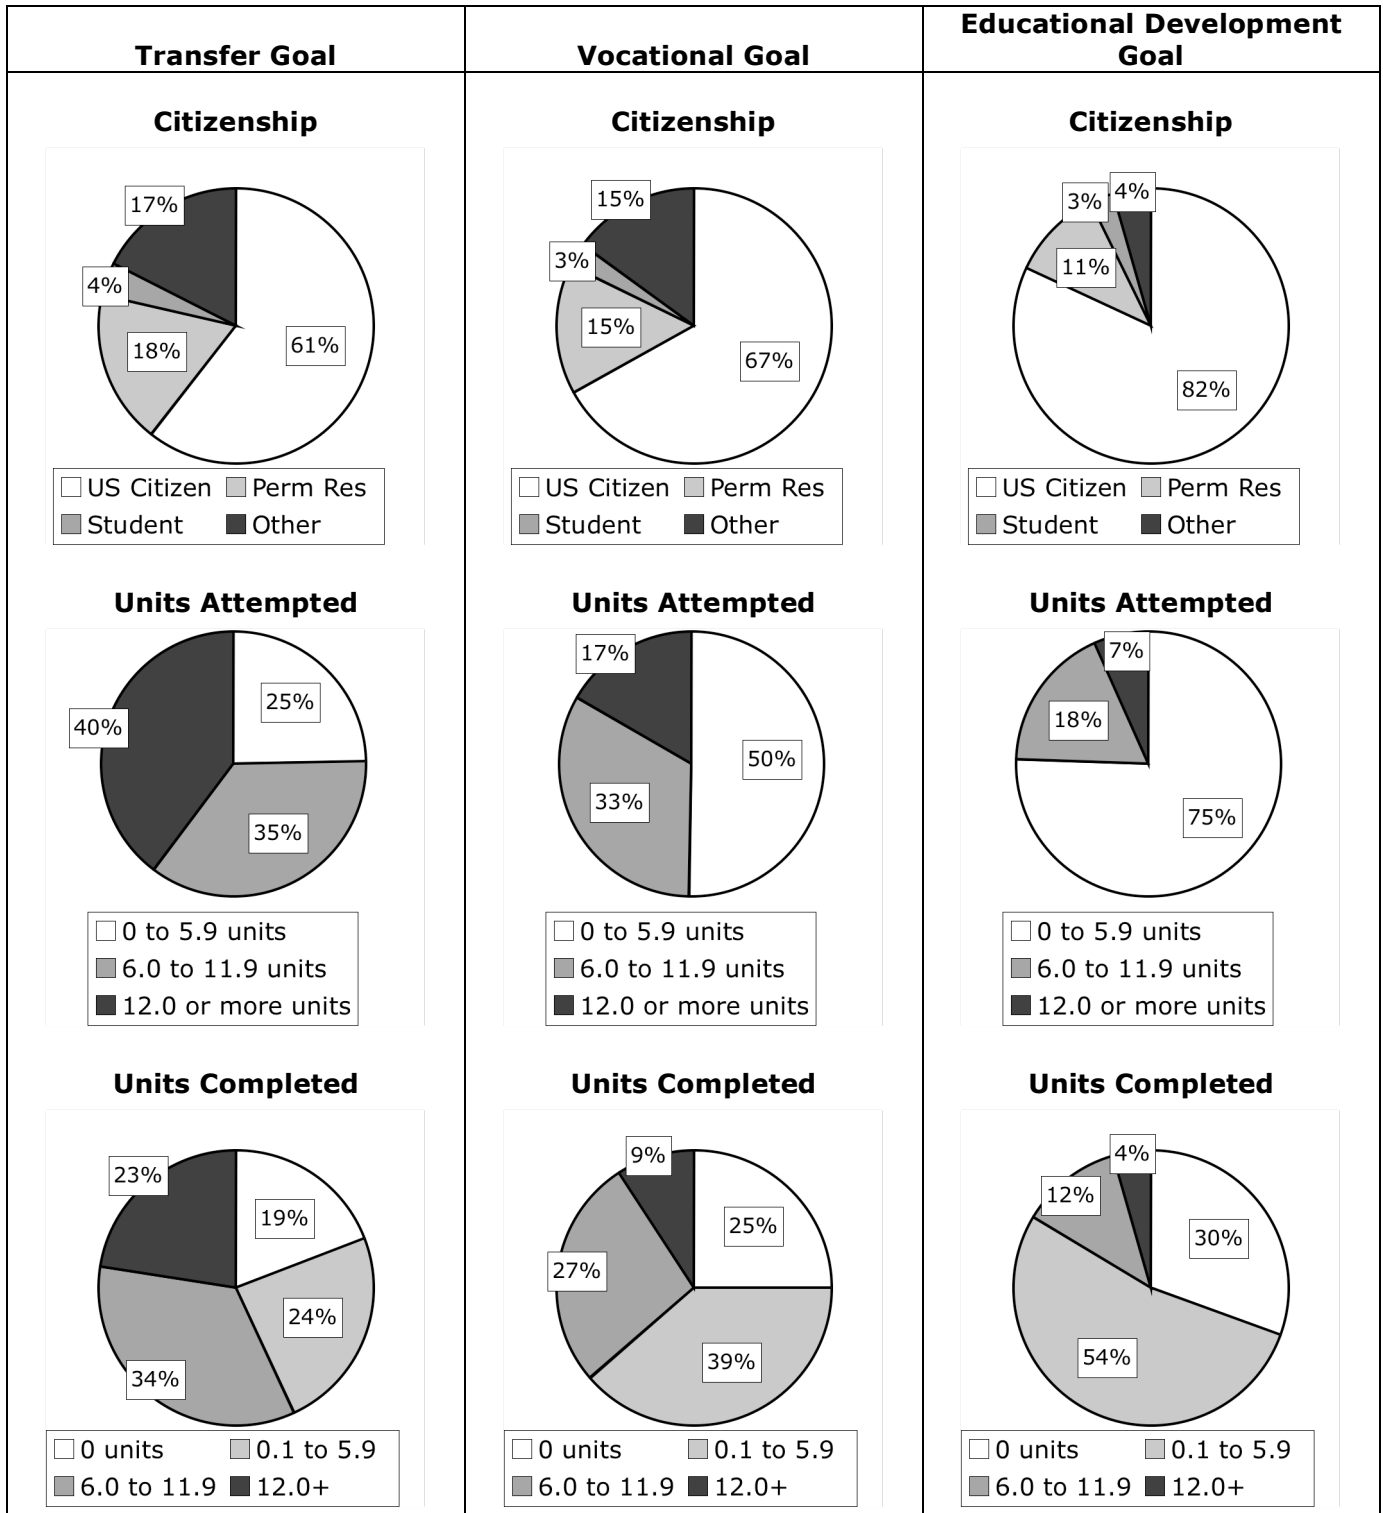 Transfer Goal
Vocational Goal
Educational Development
Goal
Citizenship
17%
4%
18%
61%
US Citizen Perm Res
Student Other
Citizenship
15%
3%
15%
67%
US Citizen Perm Res
Student Other
Citizenship
3%
4%
11%
82%
US Citizen Perm Res
Student Other
Units Attempted
25%
40%
35%
0 to 5.9 units
6.0 to 11.9 units
12.0 or more units
Units Attempted
17%
50%
33%
0 to 5.9 units
6.0 to 11.9 units
12.0 or more units
Units Attempted
7%
18%
75%
0 to 5.9 units
6.0 to 11.9 units
12.0 or more units
Units Completed
23%
19%
24%
34%
0 units 0.1 to 5.9
6.0 to 11.9 12.0+
Units Completed
9%
25%
27%
39%
0 units 0.1 to 5.9
6.0 to 11.9 12.0+
Units Completed
4%
12%
30%
54%
0 units 0.1 to 5.9
6.0 to 11.9 12.0+